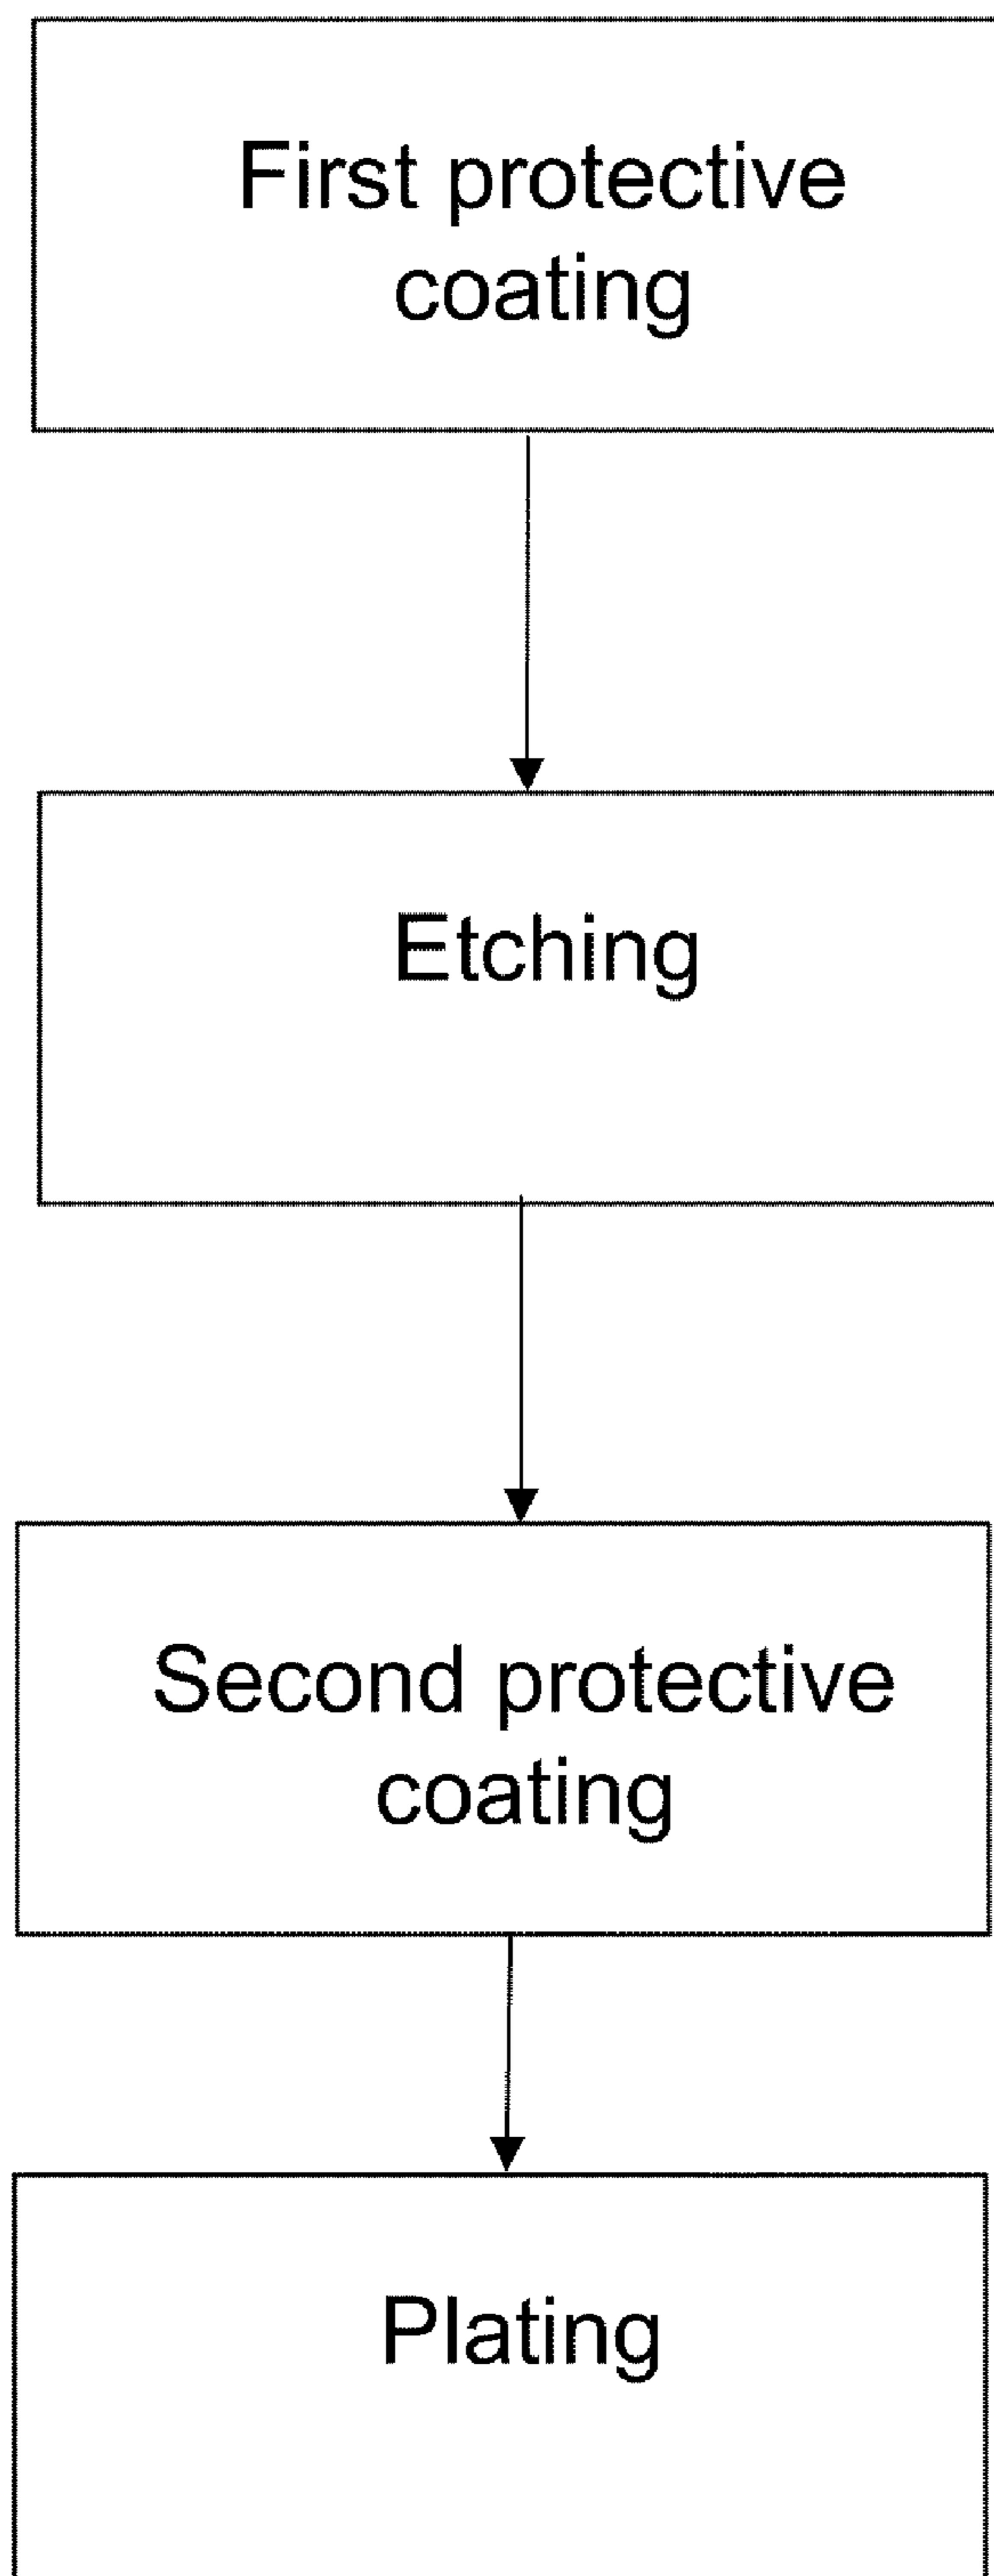 First protective
coating
Etching
Second protective
coating
Plating